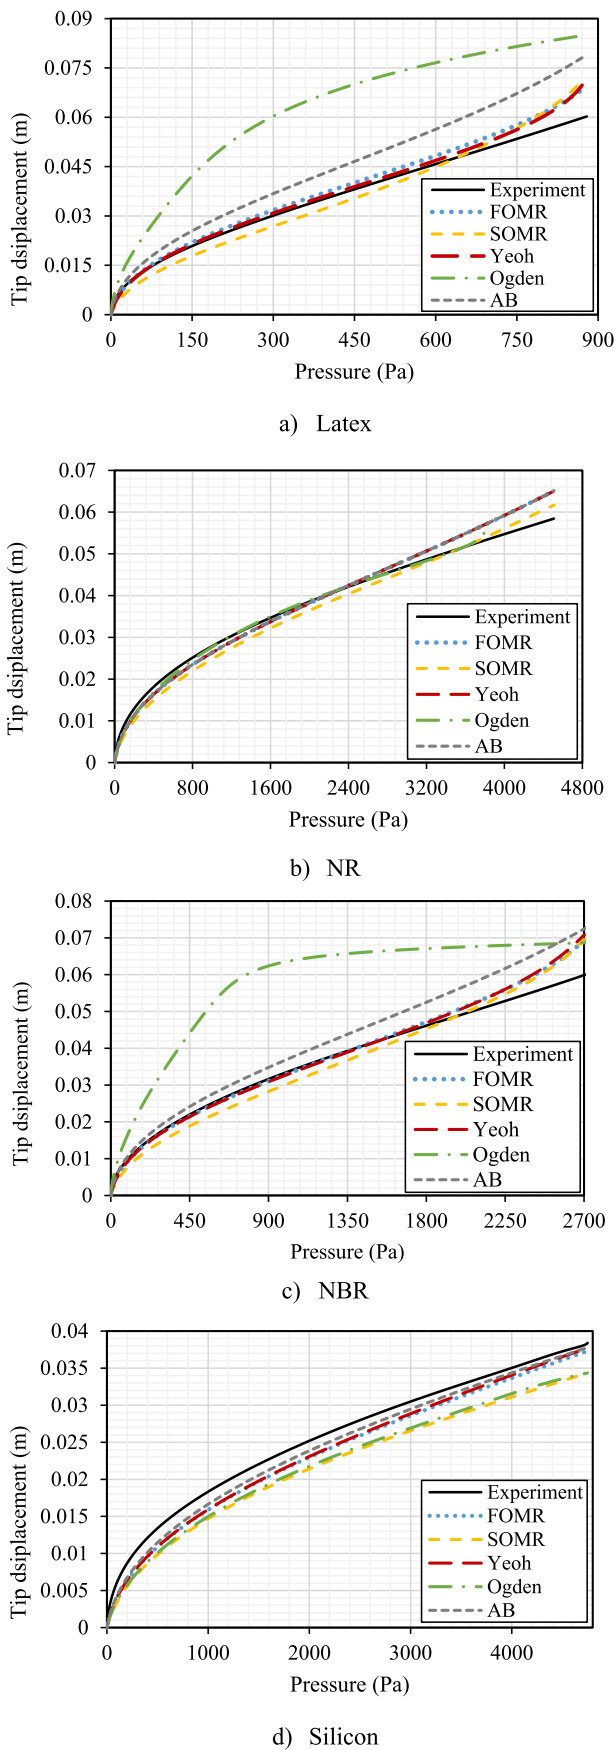 0.09
0.075
0.06
0.045
0.03
0.015
0
Tip dsiplacement (m)
Experiment
FOMR
SOMR
Yeoh
Ogden
AB
0 150 300 450 600 750 900
Pressure (Pa)
a) Latex
0.07
0.06
0.05
0.04
0.03
0.02
0.01
0
Tip dsiplacement (m)
Experiment
FOMR
SOMR
Yeoh
Ogden
AB
0 800 1600 2400 3200 4000 4800
Pressure (Pa)
b) NR
0.08
0.07
0.06
0.05
0.04
0.03
0.02
0.01
0
Tip dsiplacement (m)
Experiment
FOMR
SOMR
Yeoh
Ogden
AB
0 450 900 1350 1800 2250 2700
Pressure (Pa)
c) NBR
0.04
0.035
0.03
0.025
0.02
0.015
0.01
0.005
0
Tip dsiplacement (m)
Experiment
FOMR
SOMR
Yeoh
Ogden
AB
0 1000 2000 3000 4000
Pressure (Pa)
d) Silicon